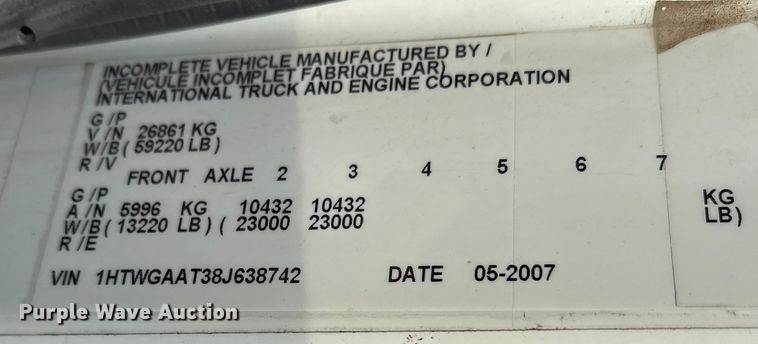 INCOMPLETE VEHICLE MANUFACTURED BY /
(VEHICULE INCOMPLET FABRIQUE PAR)
INTERNATIONAL TRUCK AND ENGINE CORPORATION
G /P
V /N 26861 KG
W/B ( 59220 LB )
R /V
FRONT AXLE 2 3 4 5 6 7
G /P
A /N 5996 KG 10432 10432 KG
W/B ( 13220 LB ) ( 23000 23000 LB )
R /E
VIN 1HTWGAAT38J638742 DATE 05-2007
Purple Wave Auction